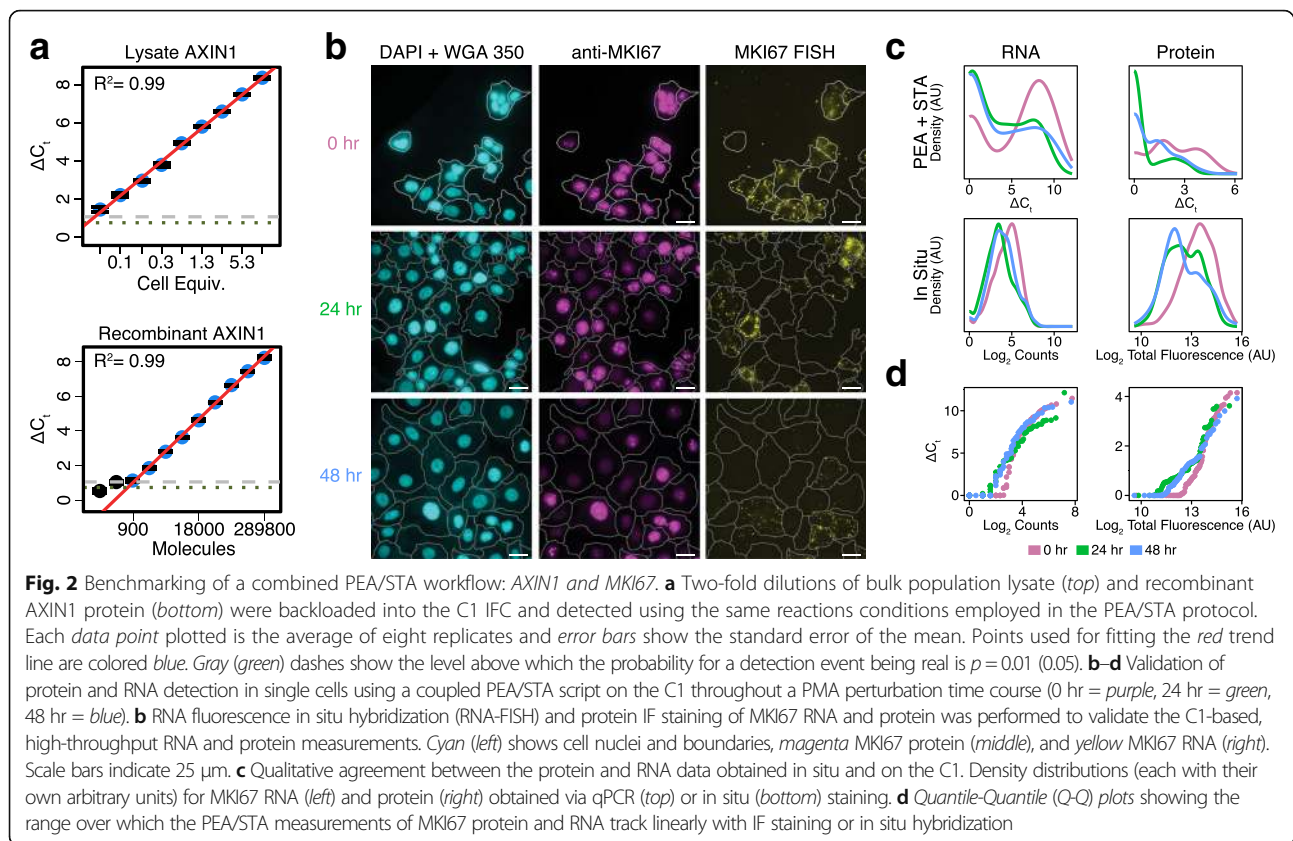 a
Lysate AXIN1
R²= 0.99
8
6
4
2
0
ΔCt
0.1 0.3 1.3 5.3
Cell Equiv.
Recombinant AXIN1
R²= 0.99
8
6
4
2
0
ΔCt
900 18000 289800
Molecules
b
DAPI + WGA 350 anti-MKI67 MKI67 FISH
0 hr
24 hr
48 hr
c
RNA Protein
PEA + STA
Density (AU)
0 5 10 0 3 6
ΔCt ΔCt
In Situ
Density (AU)
0 5 10 10 13 16
Log2 Counts Log2 Total Fluorescence (AU)
d
ΔCt
10
5
0
4
2
0
0 4 8 10 13 16
Log2 Counts Log2 Total Fluorescence (AU)
0 hr 24 hr 48 hr
Fig. 2 Benchmarking of a combined PEA/STA workflow: AXIN1 and MKI67. a Two-fold dilutions of bulk population lysate (top) and recombinant
AXIN1 protein (bottom) were backloaded into the C1 IFC and detected using the same reactions conditions employed in the PEA/STA protocol.
Each data point plotted is the average of eight replicates and error bars show the standard error of the mean. Points used for fitting the red trend
line are colored blue. Gray (green) dashes show the level above which the probability for a detection event being real is p = 0.01 (0.05). b–d Validation of
protein and RNA detection in single cells using a coupled PEA/STA script on the C1 throughout a PMA perturbation time course (0 hr = purple, 24 hr = green,
48 hr = blue). b RNA fluorescence in situ hybridization (RNA-FISH) and protein IF staining of MKI67 RNA and protein was performed to validate the C1-based,
high-throughput RNA and protein measurements. Cyan (left) shows cell nuclei and boundaries, magenta MKI67 protein (middle), and yellow MKI67 RNA (right).
Scale bars indicate 25 μm. c Qualitative agreement between the protein and RNA data obtained in situ and on the C1. Density distributions (each with their
own arbitrary units) for MKI67 RNA (left) and protein (right) obtained via qPCR (top) or in situ (bottom) staining. d Quantile-Quantile (Q-Q) plots showing the
range over which the PEA/STA measurements of MKI67 protein and RNA track linearly with IF staining or in situ hybridization